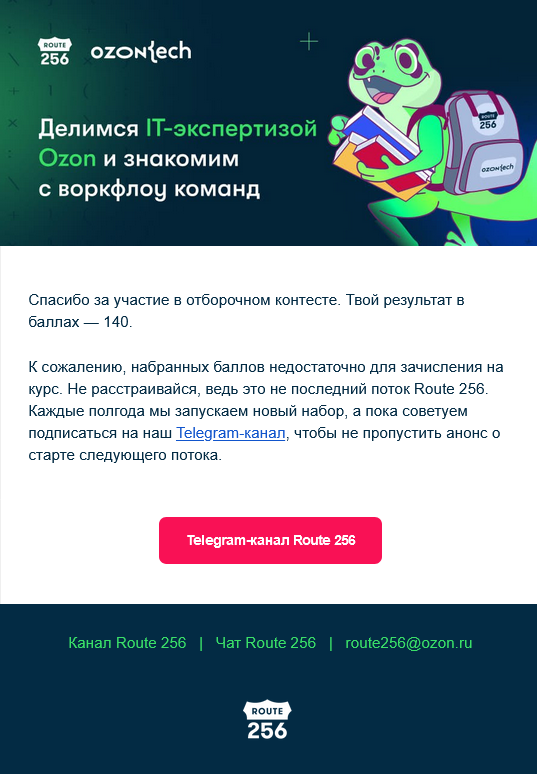 ROUTE
256
ozon{ech
Делимся IT-экспертизой
Ozon и знакомим
с воркфлоу команд
ROUTE
256
ozon{ech
Спасибо за участие в отборочном контесте. Твой результат в
баллах — 140.
К сожалению, набранных баллов недостаточно для зачисления на
курс. Не расстраивайся, ведь это не последний поток Route 256.
Каждые полгода мы запускаем новый набор, а пока советуем
подписаться на наш Telegram-канал, чтобы не пропустить анонс о
старте следующего потока.
Telegram-канал Route 256
Канал Route 256 | Чат Route 256 | route256@ozon.ru
ROUTE
256